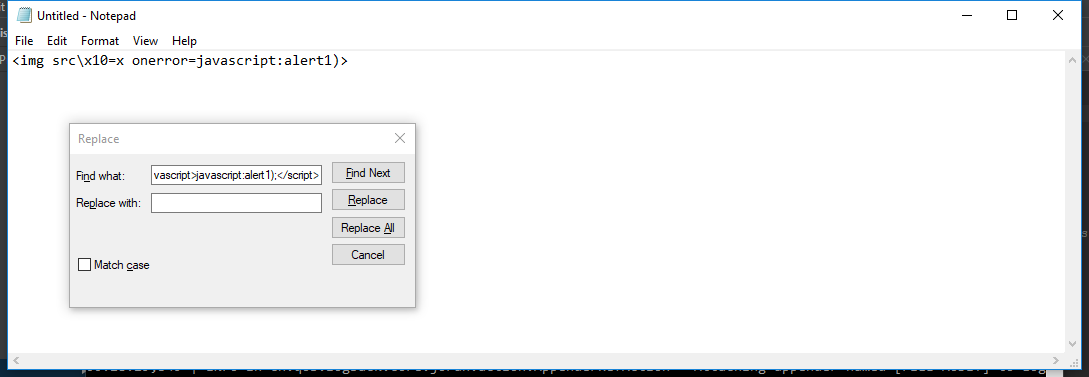 Untitled - Notepad
File Edit Format View Help
<img src\x10=x onerror=javascript:alert1)>
Replace
Find what: vascript>javascript:alert1);</script> Find Next
Replace with: Replace
Replace All
Cancel
Match case